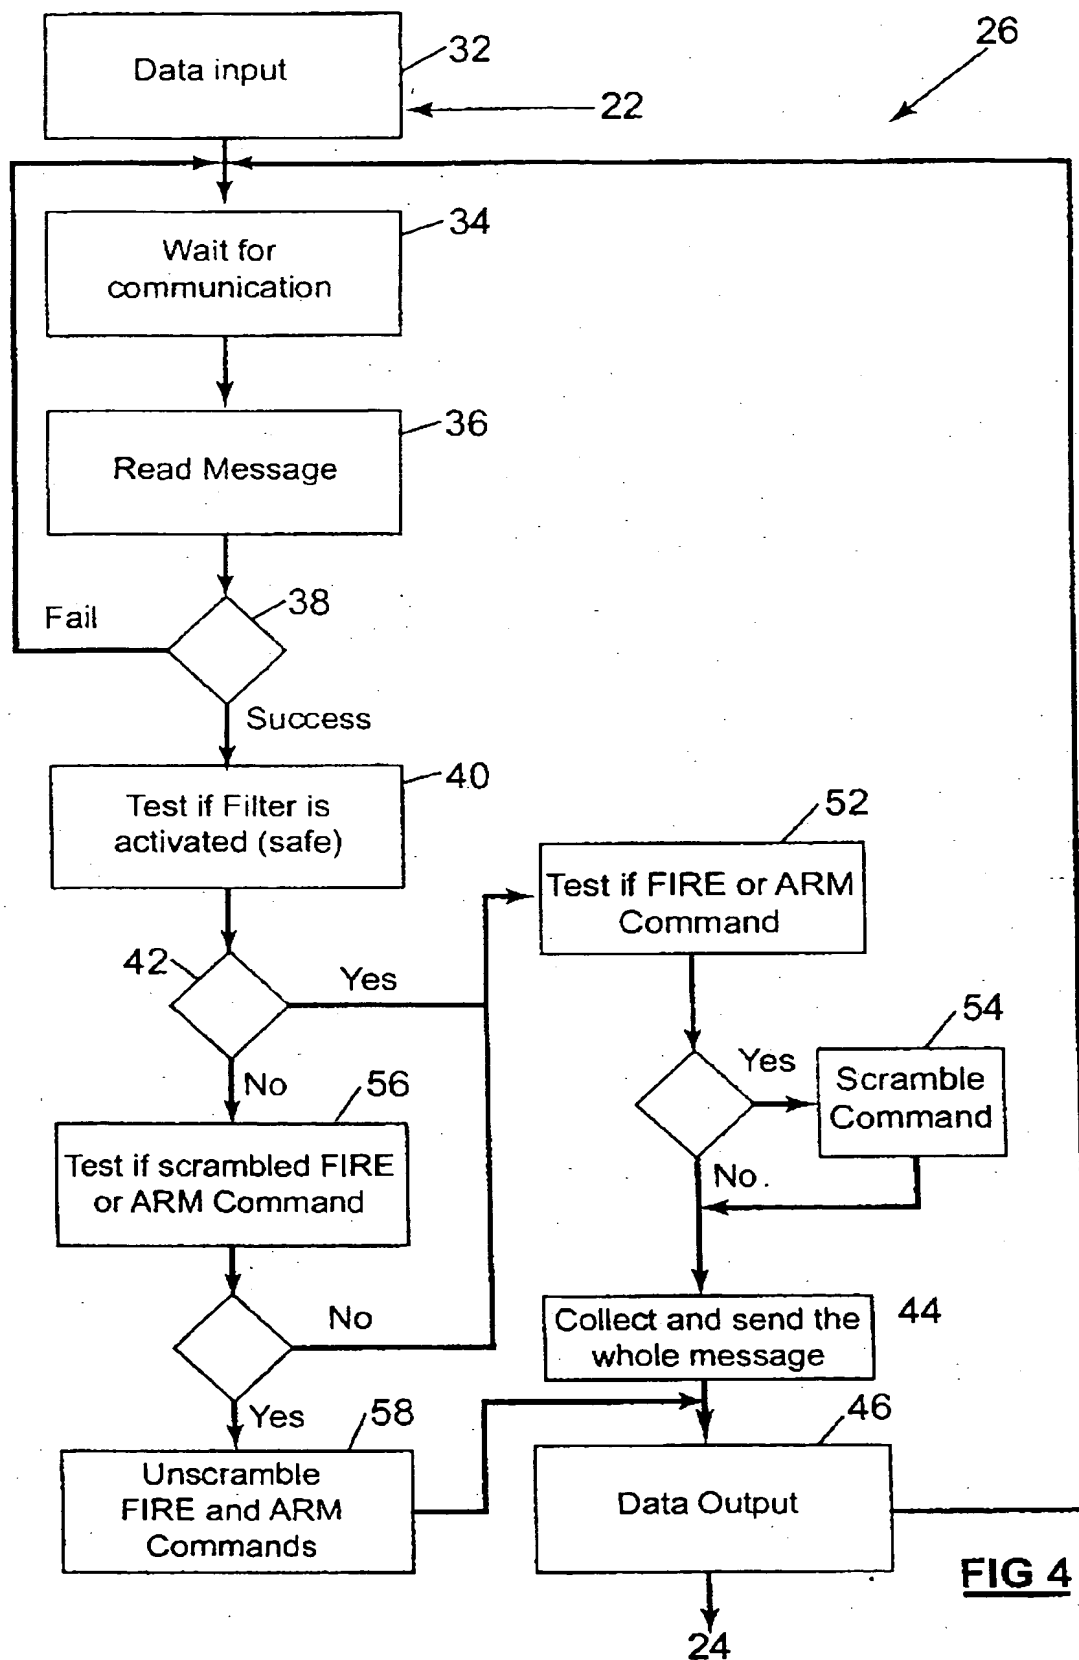 32
Data input
26
22
34
Wait for
communication
36
Read Message
38
Fail
Success
40
Test if Filter is
activated (safe)
52
Test if FIRE or ARM
Command
42
Yes
54
Yes
Scramble
Command
No
56
Test if scrambled FIRE
or ARM Command
No.
No
Collect and send the
whole message
44
Yes
58
46
Unscramble
FIRE and ARM
Commands
Data Output
FIG 4
24